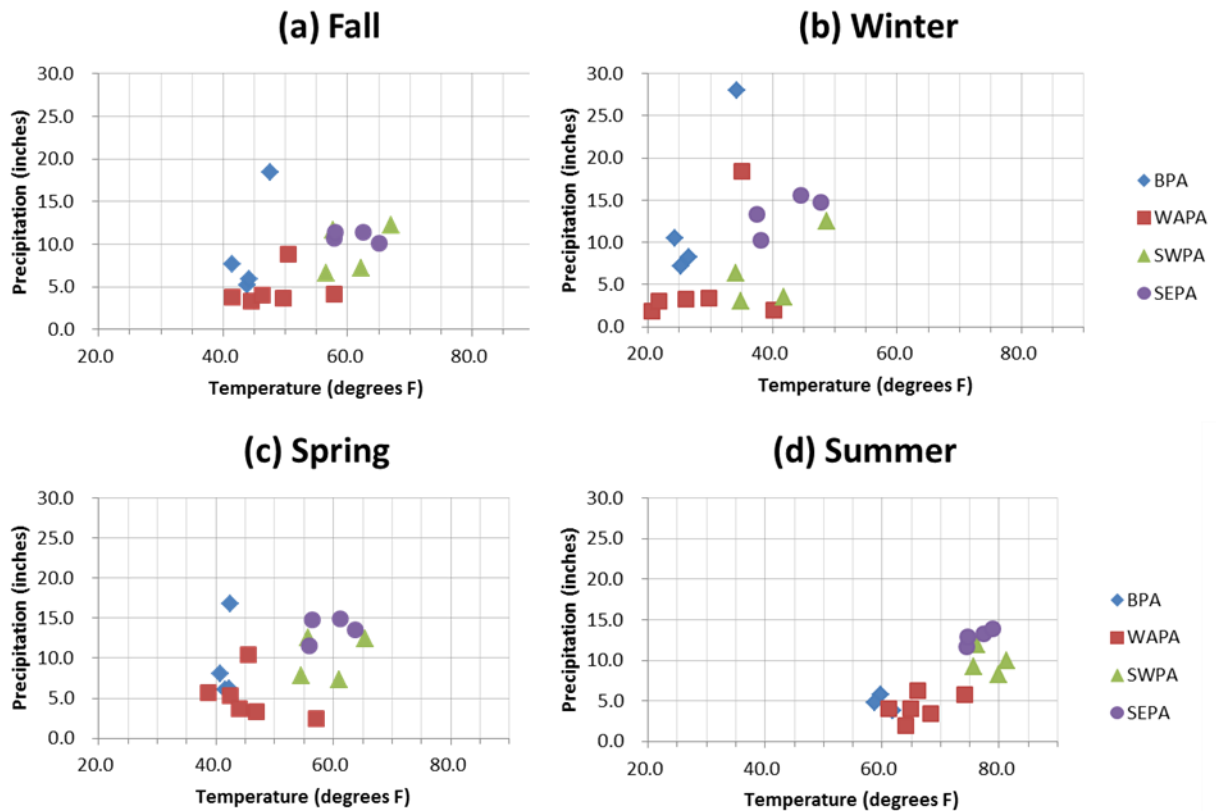 (a) Fall
30.0
25.0
20.0
15.0
10.0
5.0
0.0
Precipitation (inches)
20.0 40.0 60.0 80.0
Temperature (degrees F)
(b) Winter
30.0
25.0
20.0
15.0
10.0
5.0
0.0
Precipitation (inches)
20.0 40.0 60.0 80.0
Temperature (degrees F)
BPA
WAPA
SWPA
SEPA
(c) Spring
30.0
25.0
20.0
15.0
10.0
5.0
0.0
Precipitation (inches)
20.0 40.0 60.0 80.0
Temperature (degrees F)
(d) Summer
30.0
25.0
20.0
15.0
10.0
5.0
0.0
Precipitation (inches)
20.0 40.0 60.0 80.0
Temperature (degrees F)
BPA
WAPA
SWPA
SEPA